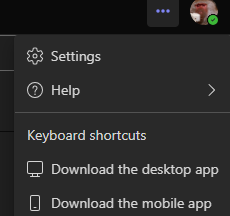 Settings
Help
Keyboard shortcuts
Download the desktop app
Download the mobile app